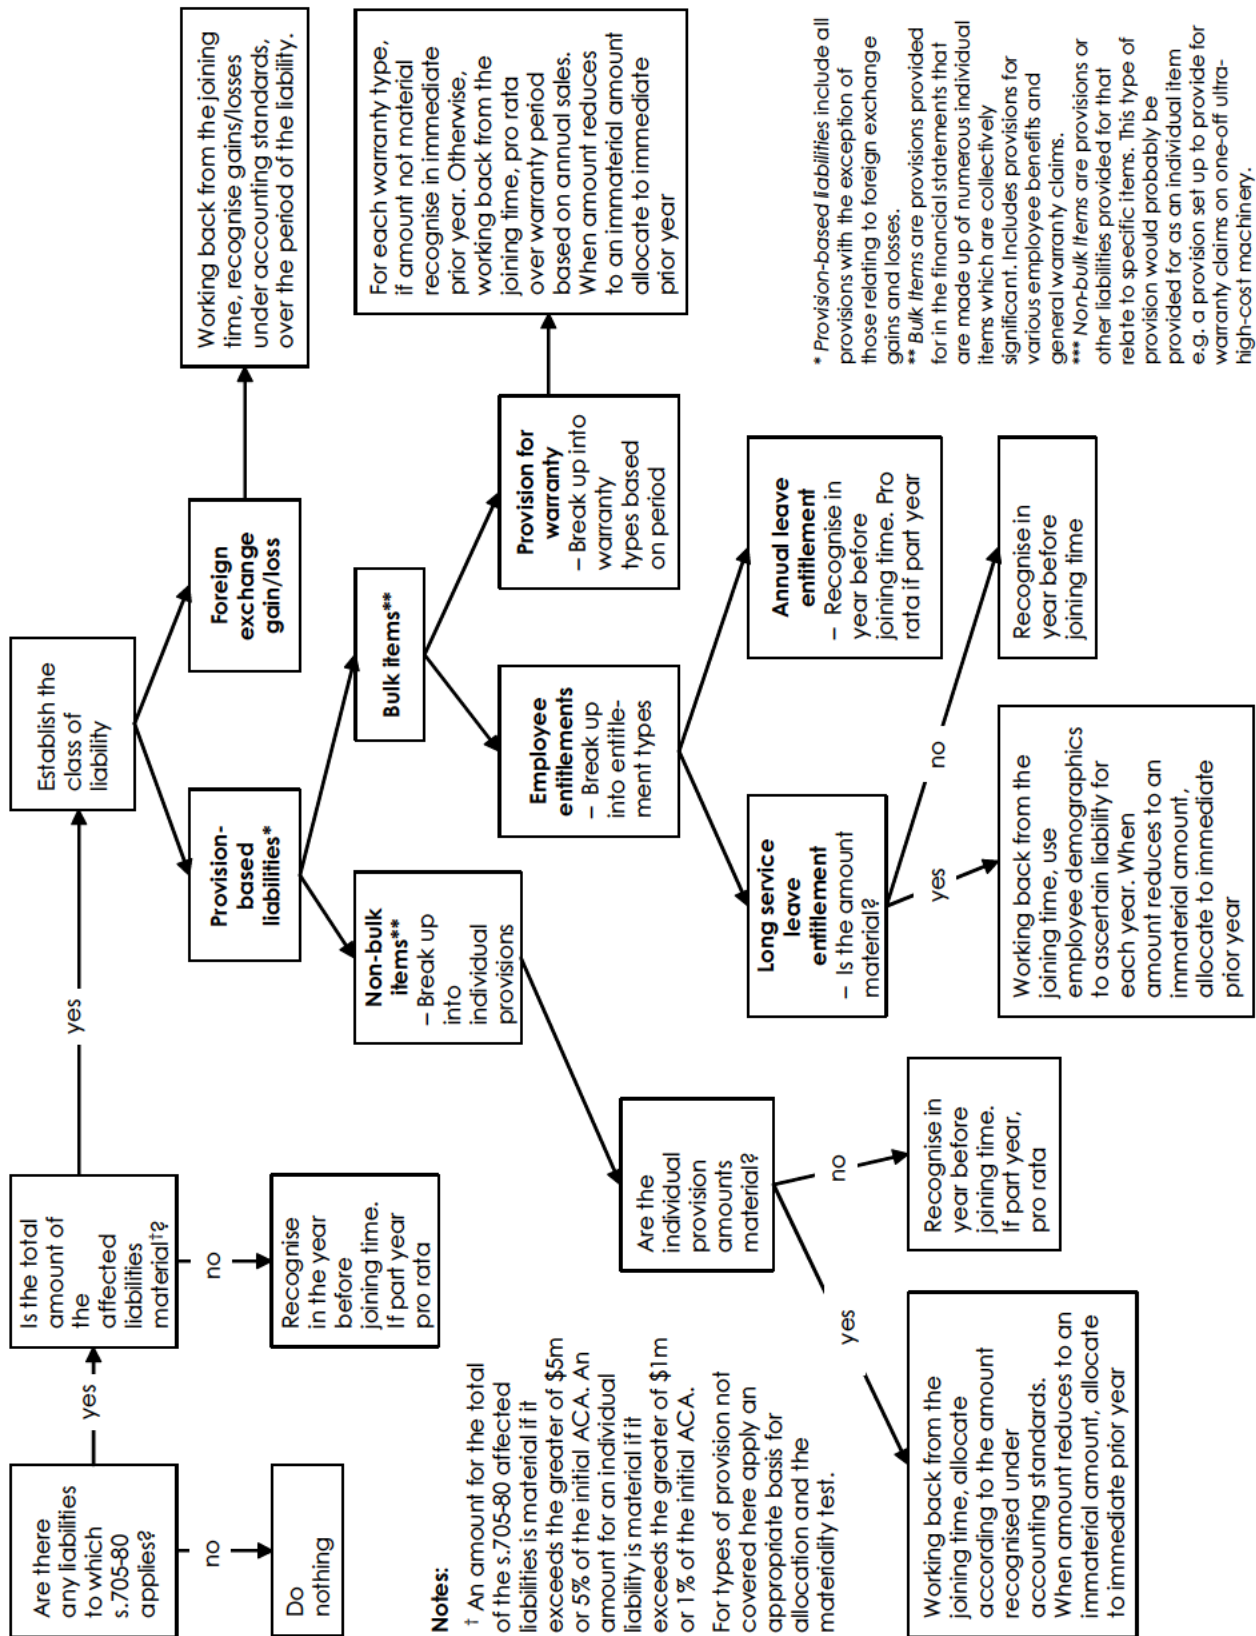 Are there
any liabilities
to which
s.705-80
applies?
yes
no
Do
nothing
Is the total
amount of
the
affected
liabilities
material†?
yes
no
Recognise
in the year
before
joining time.
If part year
pro rata
Establish the
class of
liability
Provision-
based
liabilities*
Foreign
exchange
gain/loss
Working back from the joining
time, recognise gains/losses
under accounting standards,
over the period of the liability.
Non-bulk
items**
– Break up
into
individual
provisions
Bulk items**
Employee
entitlements
– Break up
into entitle-
ment types
Provision for
warranty
– Break up into
warranty
types based
on period
For each warranty type,
if amount not material
recognise in immediate
prior year. Otherwise,
working back from the
joining time, pro rata
over warranty period
based on annual sales.
When amount reduces
to an immaterial amount
allocate to immediate
prior year
Are the
individual
provision
amounts
material?
yes
no
Long service
leave
entitlement
– Is the amount
material?
yes
no
Annual leave
entitlement
– Recognise in
year before
joining time. Pro
rata if part year
Working back from the
joining time, allocate
according to the amount
recognised under
accounting standards.
When amount reduces to an
immaterial amount, allocate
to immediate prior year
Recognise in
year before
joining time.
If part year,
pro rata
Working back from the
joining time, use
employee demographics
to ascertain liability for
each year. When
amount reduces to an
immaterial amount,
allocate to immediate
prior year
Recognise in
year before
joining time
Notes:
† An amount for the total
of the s.705-80 affected
liabilities is material if it
exceeds the greater of $5m
or 5% of the initial ACA. An
amount for an individual
liability is material if it
exceeds the greater of $1m
or 1% of the initial ACA.
For types of provision not
covered here apply an
appropriate basis for
allocation and the
materiality test.
* Provision-based liabilities include all
provisions with the exception of
those relating to foreign exchange
gains and losses.
** Bulk Items are provisions provided
for in the financial statements that
are made up of numerous individual
items which are collectively
significant. Includes provisions for
various employee benefits and
general warranty claims.
*** Non-bulk Items are provisions or
other liabilities provided for that
relate to specific items. This type of
provision would probably be
provided for as an individual item
e.g. a provision set up to provide for
warranty claims on one-off ultra-
high-cost machinery.